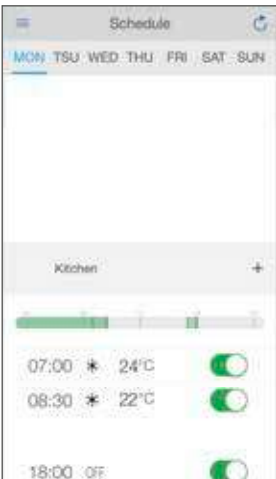 Schedule
MON TSU WED THU FRI SAT SUN
Kitchen +
07:00 24°C
08:30 22°C
18:00 OFF